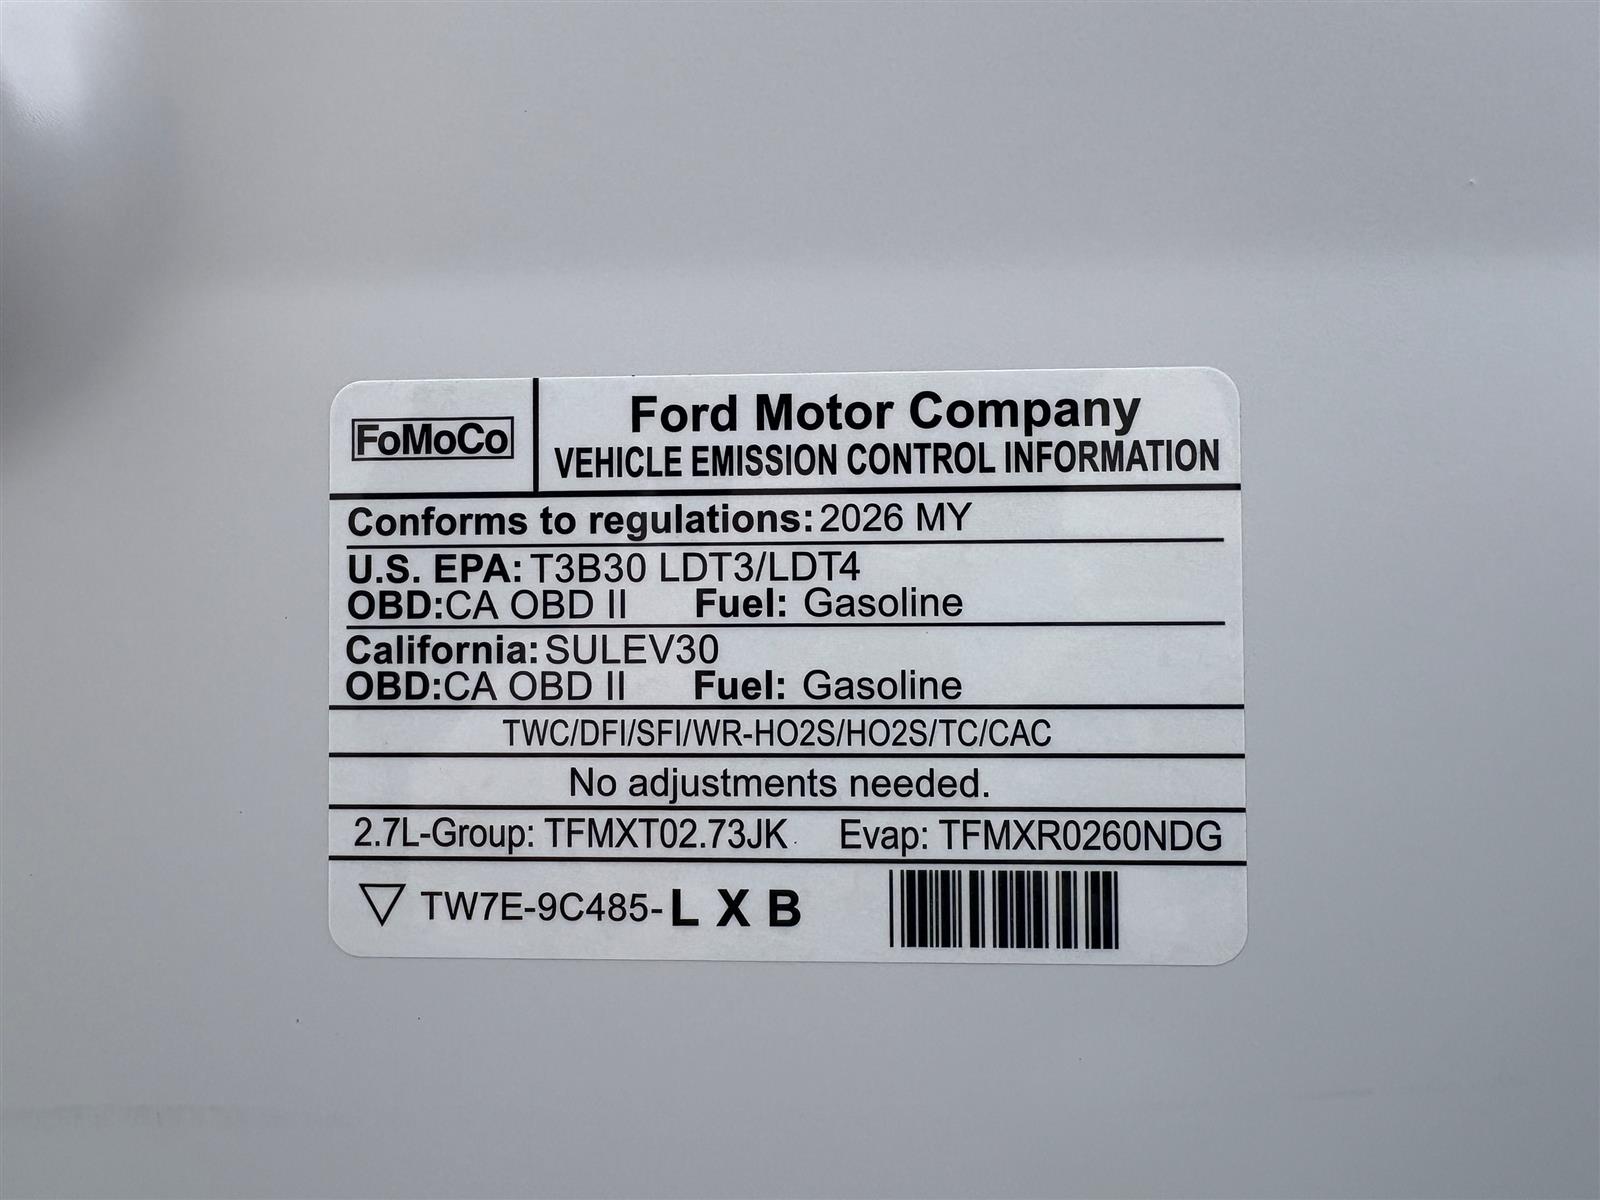 FoMoCo
Ford Motor Company
VEHICLE EMISSION CONTROL INFORMATION
Conforms to regulations: 2026 MY
U.S. EPA: T3B30 LDT3/LDT4
OBD: CA OBD II Fuel: Gasoline
California: SULEV30
OBD: CA OBD II Fuel: Gasoline
TWC/DFI/SFI/WR-HO2S/HO2S/TC/CAC
No adjustments needed.
2.7L-Group: TFMXT02.73JK Evap: TFMXR0260NDG
TW7E-9C485-L X B